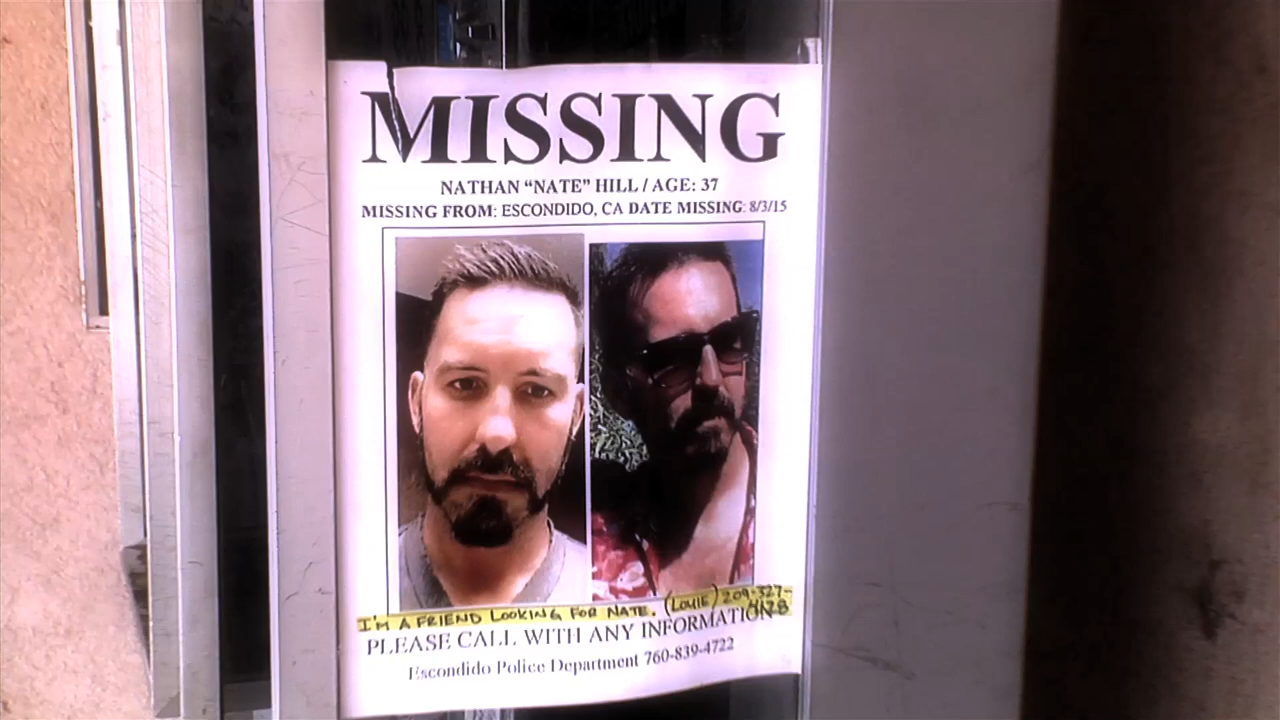 MISSING
NATHAN “NATE” HILL / AGE: 37
MISSING FROM: ESCONDIDO, CA DATE MISSING: 8/3/15
I'M A FRIEND LOOKING FOR NATE. (LOUIE) 209-327-
PLEASE CALL WITH ANY INFORMATION
Escondido Police Department 760-839-4722